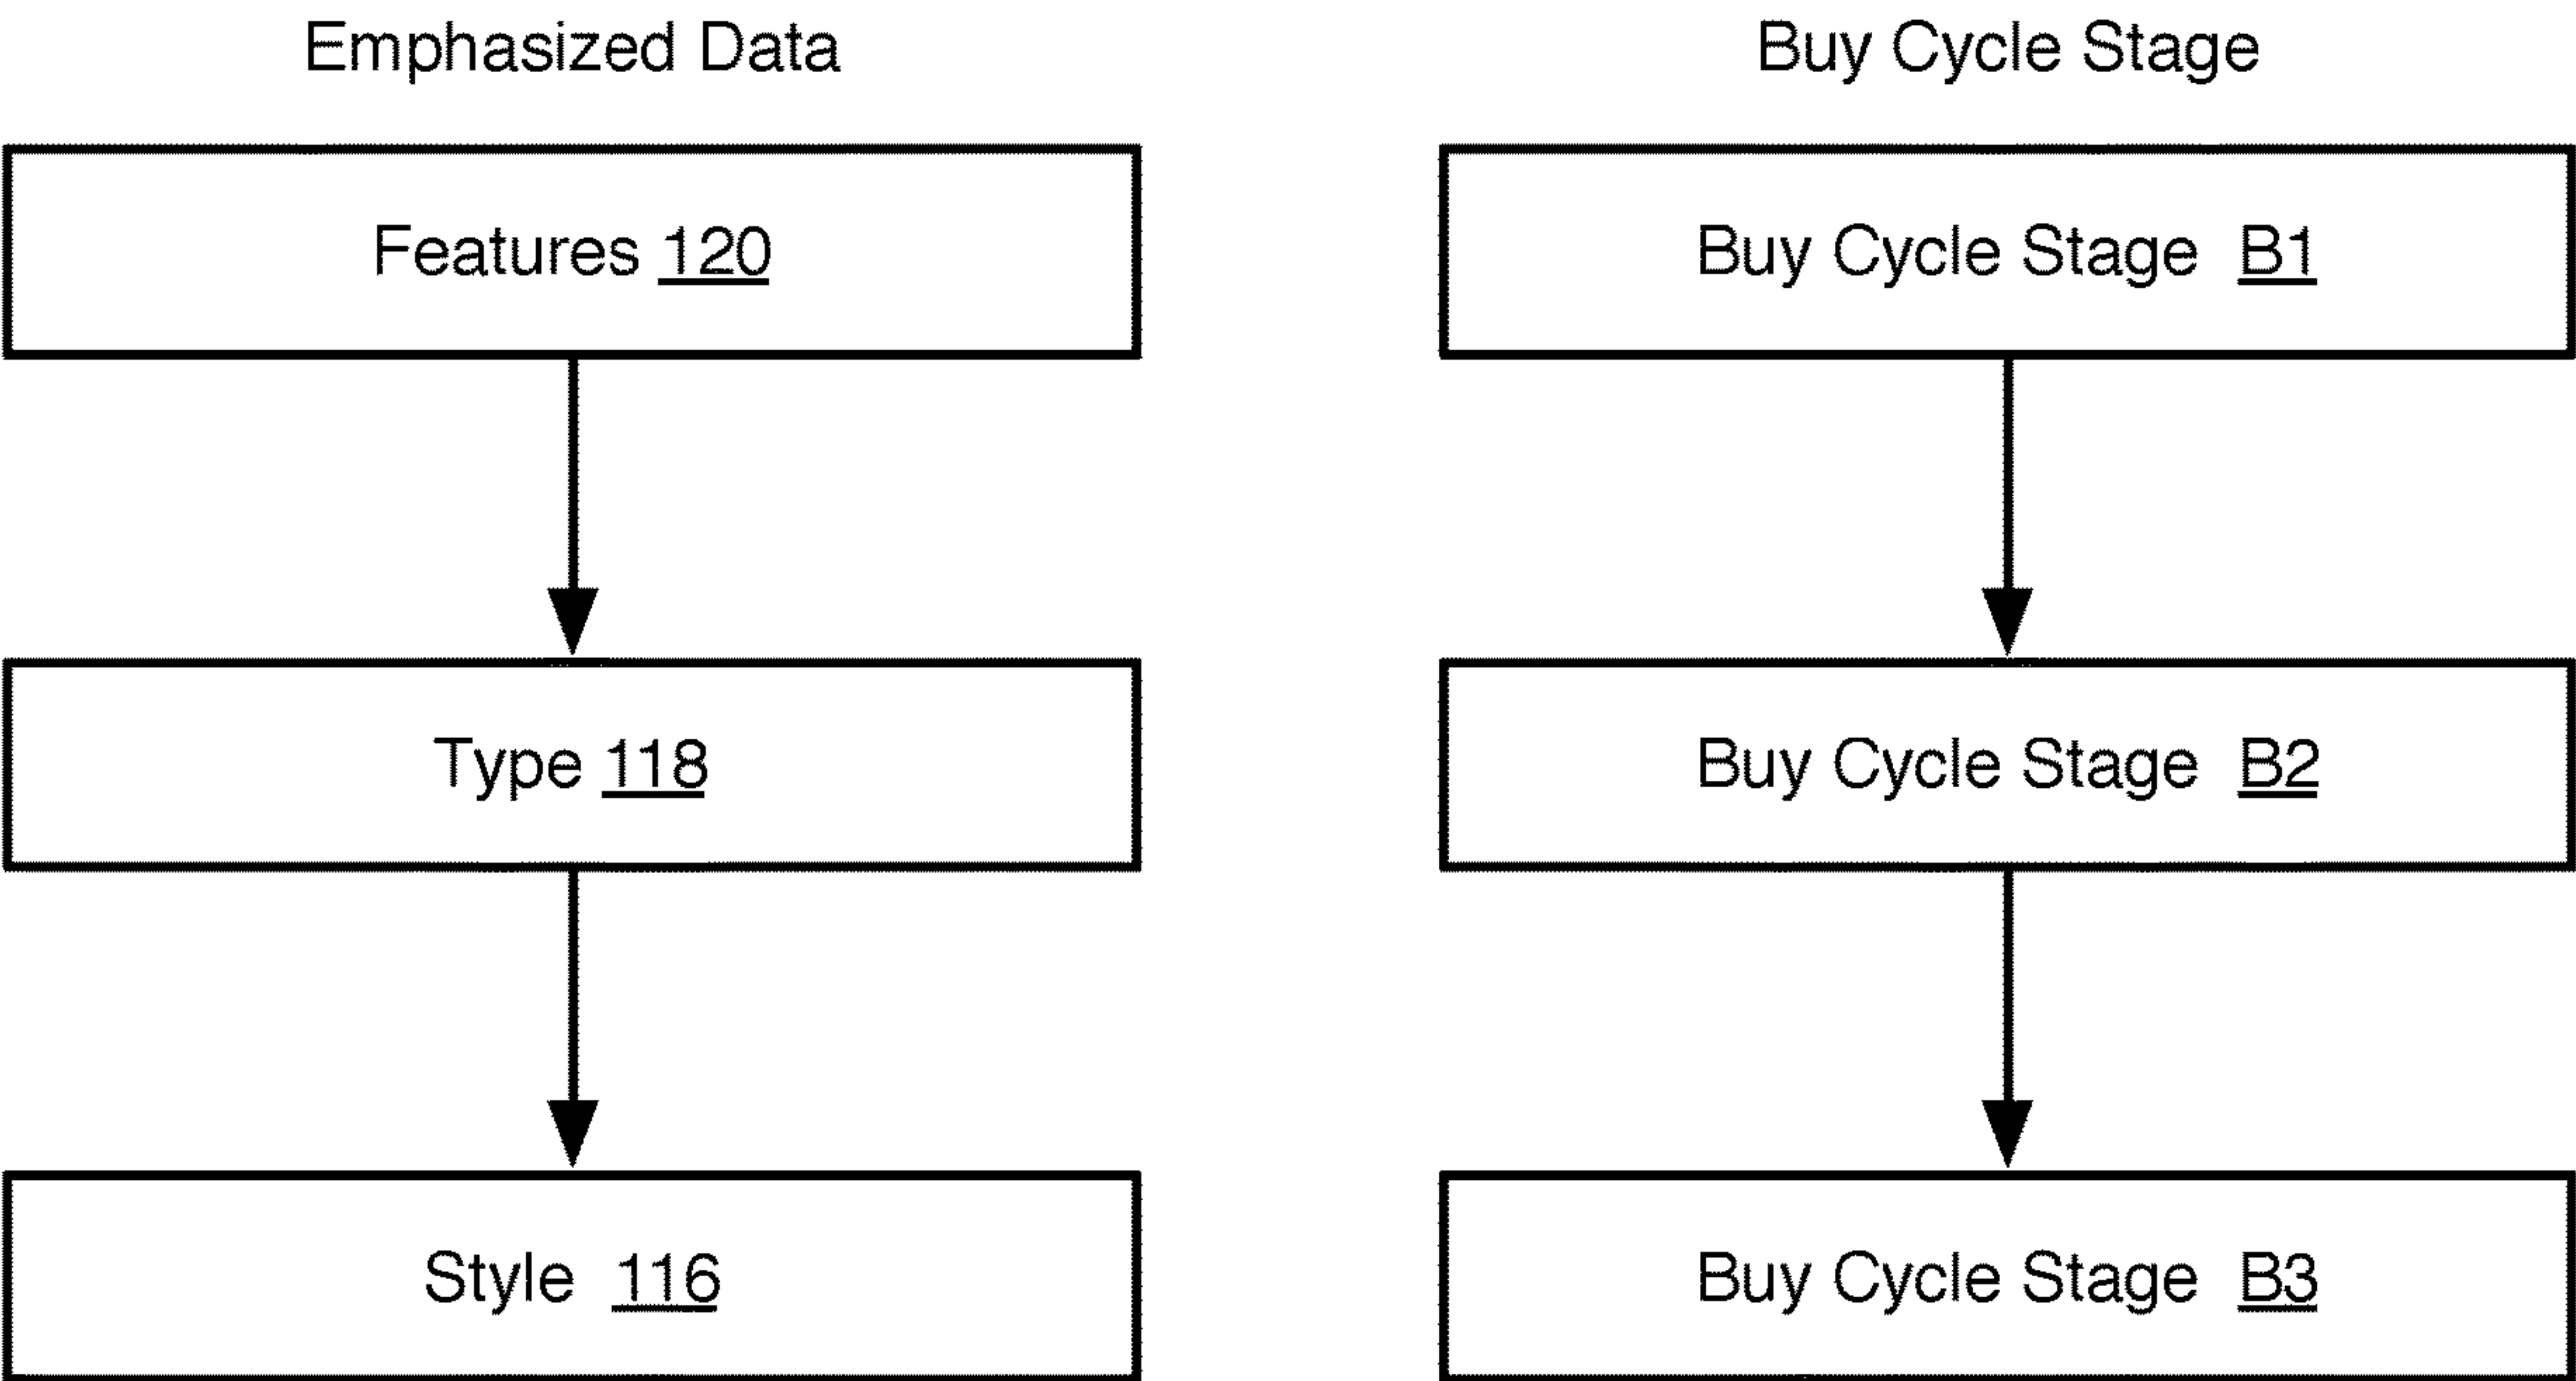 Emphasized Data
Buy Cycle Stage
Features 120
Buy Cycle Stage B1
Type 118
Buy Cycle Stage B2
Style 116
Buy Cycle Stage B3